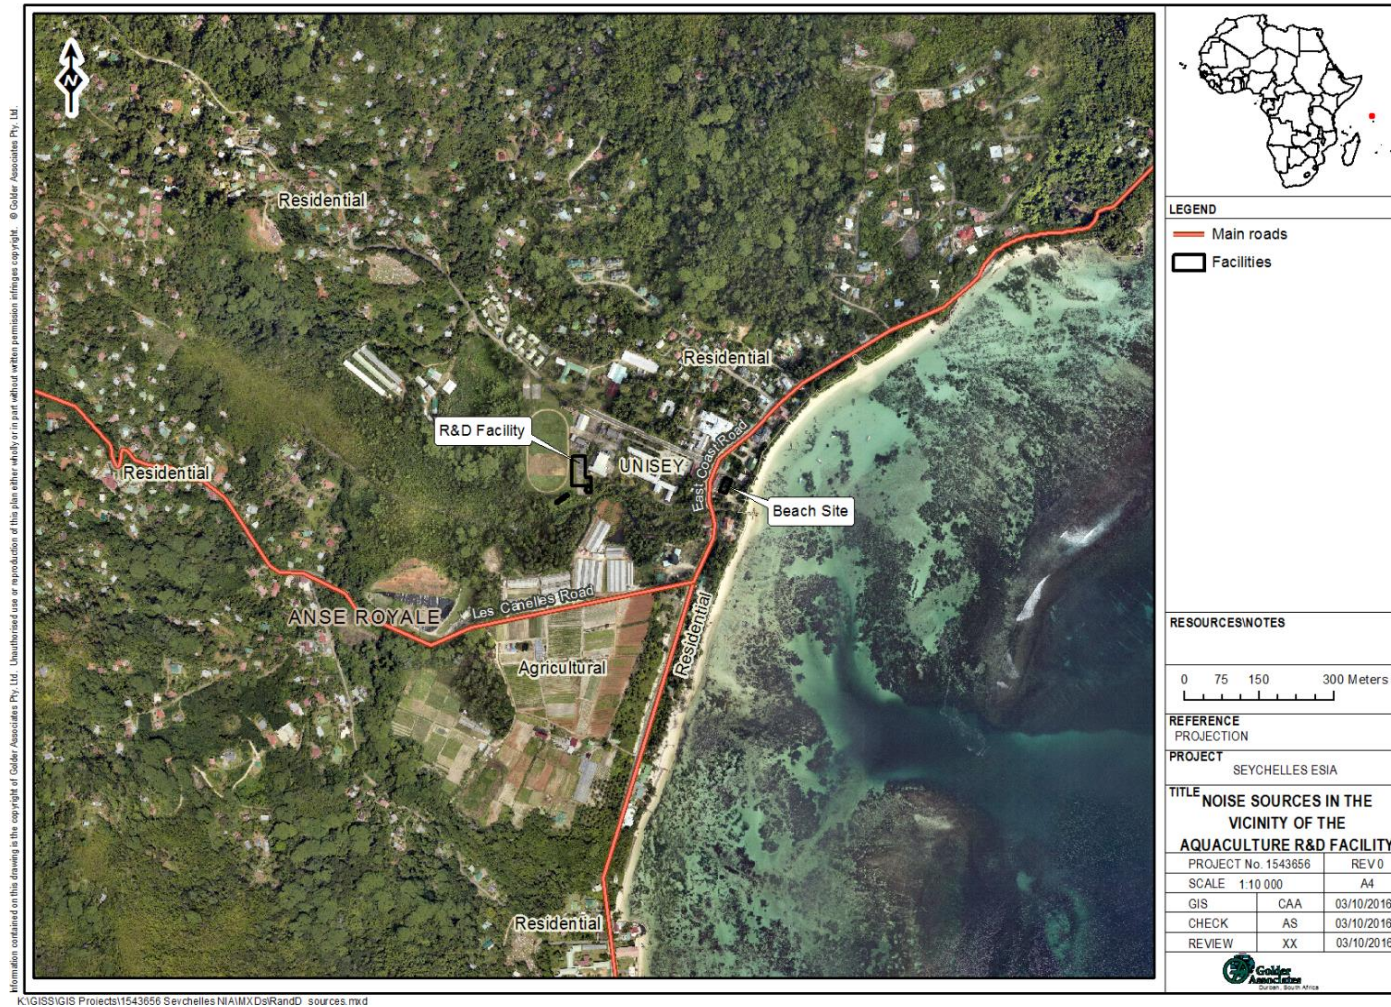 Information contained on this drawing is the copyright of Golder Associates Pty. Ltd. Unauthorised use or reproduction of this plan either wholly or in part without written permission infringes copyright. © Golder Associates Pty. Ltd.
N
Residential
Residential
R&D Facility
UNISEY
East Coast Road
Residential
Beach Site
Les Canelles Road
ANSE ROYALE
Residential
Agricultural
Residential
LEGEND
Main roads
Facilities
RESOURCES\NOTES
0 75 150 300 Meters
REFERENCE
PROJECTION
PROJECT
SEYCHELLES ESIA
TITLE NOISE SOURCES IN THE
VICINITY OF THE
AQUACULTURE R&D FACILITY
PROJECT No. 1543656 REV 0
SCALE 1:10 000 A4
GIS CAA 03/10/2016
CHECK AS 03/10/2016
REVIEW XX 03/10/2016
Golder
Associates
Durban, South Africa
K:\GISS\GIS Projects\1543656 Seychelles NIA\MXDs\RandD_sources.mxd